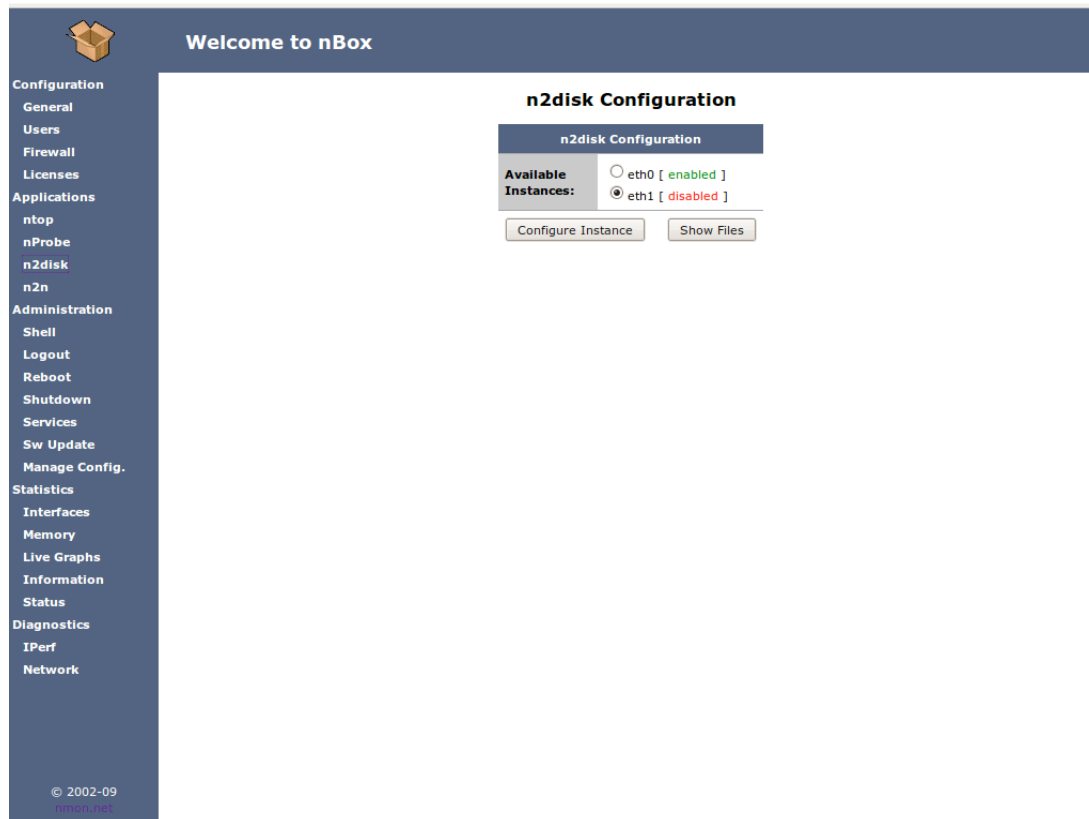 Welcome to nBox
Configuration
General
Users
Firewall
Licenses
Applications
ntop
nProbe
n2disk
n2n
Administration
Shell
Logout
Reboot
Shutdown
Services
Sw Update
Manage Config.
Statistics
Interfaces
Memory
Live Graphs
Information
Status
Diagnostics
IPerf
Network
© 2002-09
nmon.net
n2disk Configuration
n2disk Configuration
Available Instances:
eth0 [ enabled ]
eth1 [ disabled ]
Configure Instance
Show Files